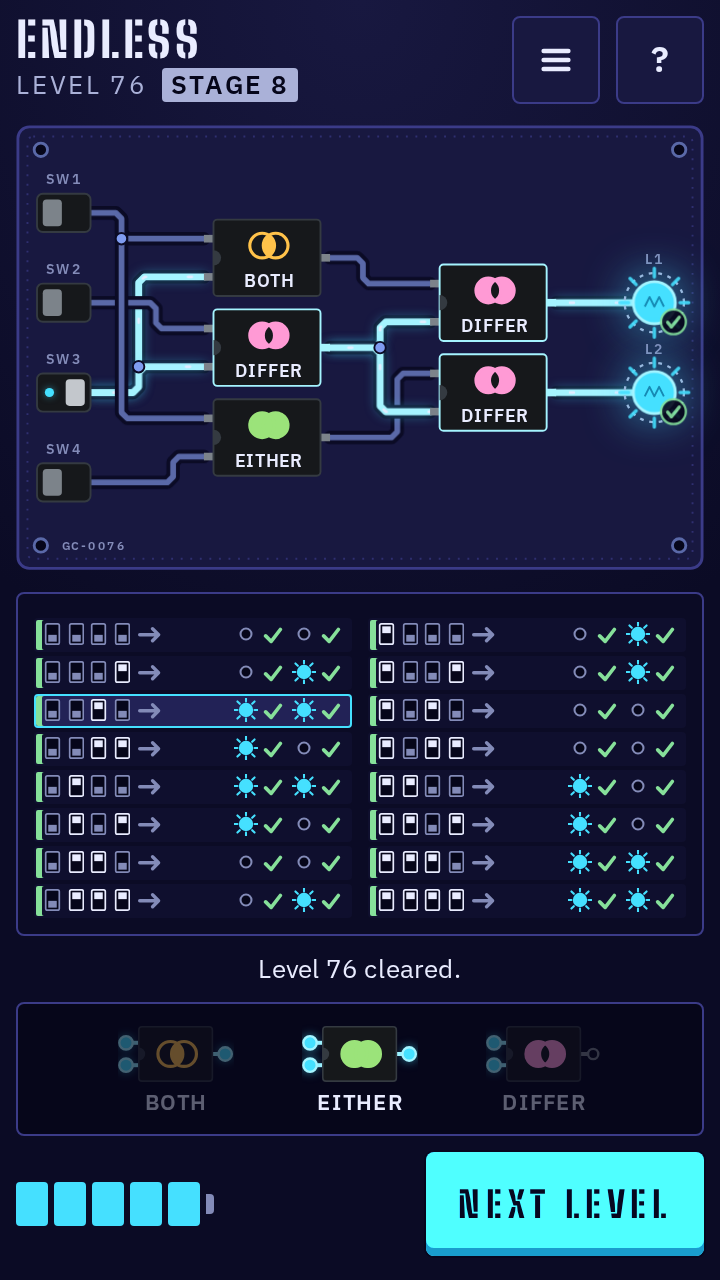 ENDLESS
LEVEL 76 STAGE 8
?
SW1
SW2
SW3
SW4
BOTH
DIFFER
EITHER
DIFFER
DIFFER
L1
L2
GC-0076
Level 76 cleared.
BOTH EITHER DIFFER
NEXT LEVEL